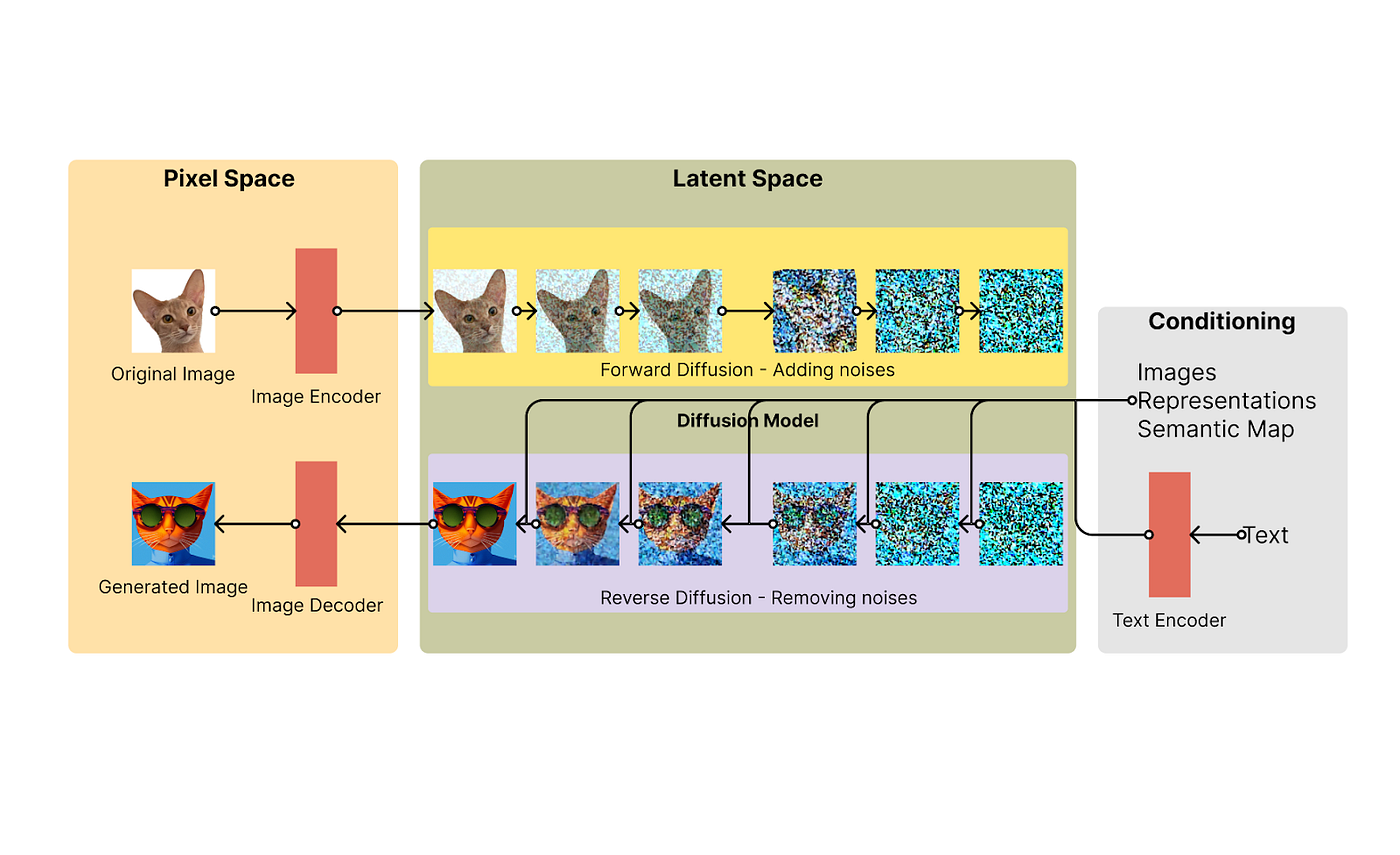 Pixel Space
Original Image
Image Encoder
Generated Image
Image Decoder
Latent Space
Forward Diffusion - Adding noises
Diffusion Model
Reverse Diffusion - Removing noises
Conditioning
Images
Representations
Semantic Map
Text
Text Encoder